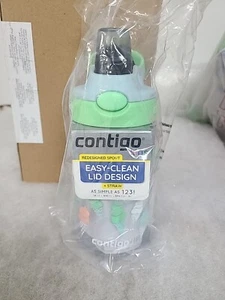 contigo
REDESIGNED SPOUT
EASY-CLEAN
LID DESIGN
+ STRAW
AS SIMPLE AS 123!
contigo